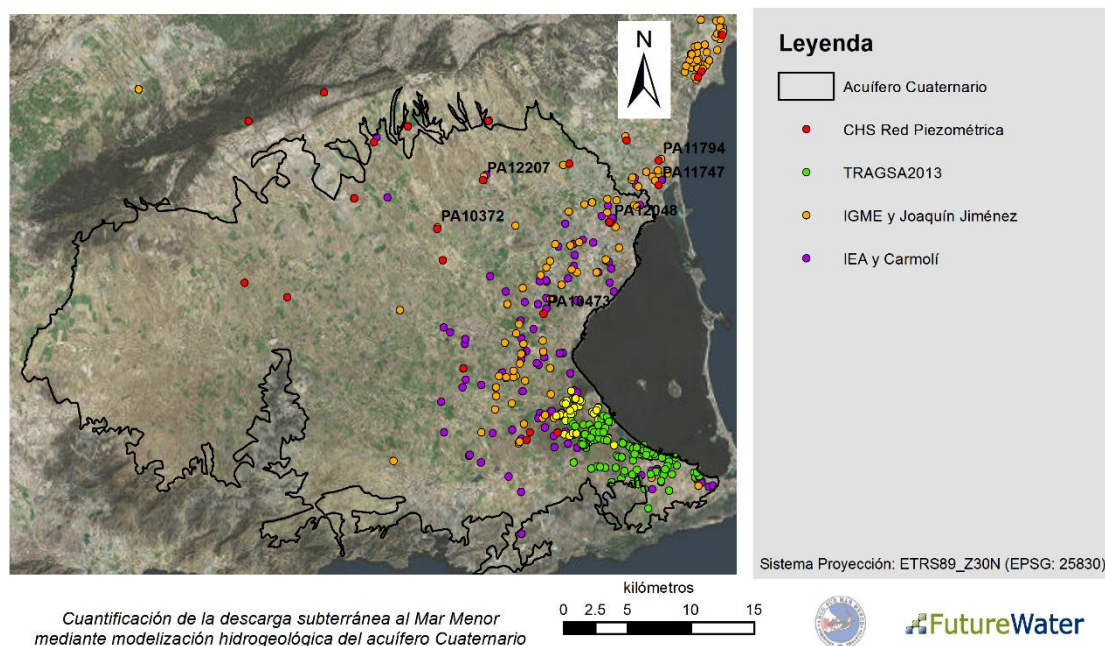 N
PA11794
PA11747
PA12207
PA12048
PA10372
PA10473
Leyenda
Acuífero Cuaternario
CHS Red Piezométrica
TRAGSA2013
IGME y Joaquín Jiménez
IEA y Carmolí
Sistema Proyección: ETRS89_Z30N (EPSG: 25830)
Cuantificación de la descarga subterránea al Mar Menor
mediante modelización hidrogeológica del acuífero Cuaternario
kilómetros
0 2.5 5 10 15
FutureWater